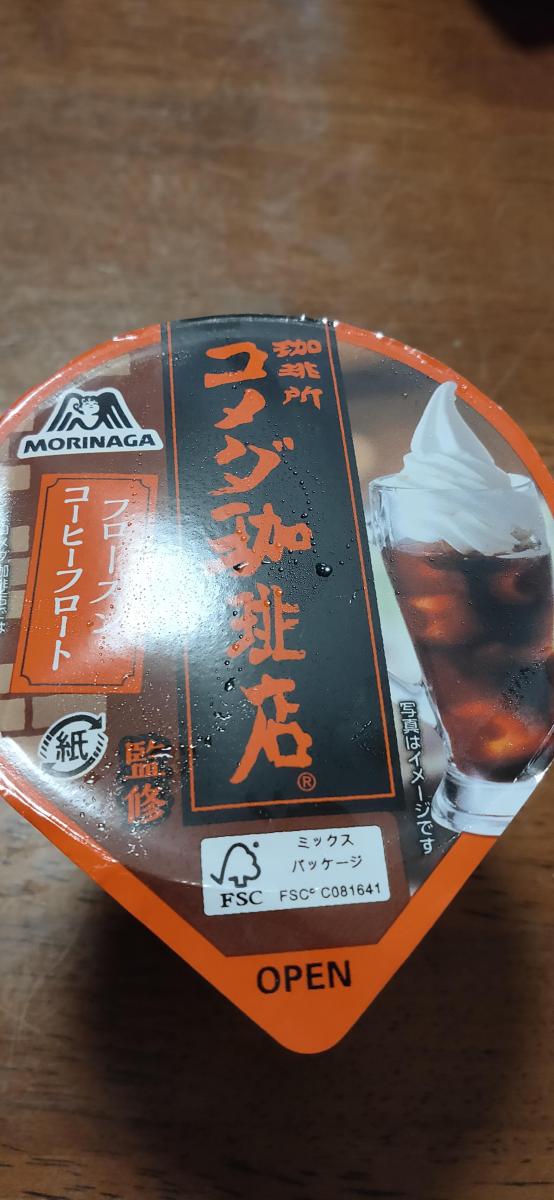 珈琲所
コメダ珈琲店®
MORINAGA
フローズン
コーヒーフロート
紙
監修
写真はイメージです
ミックス
パッケージ
FSC
FSC® C081641
OPEN